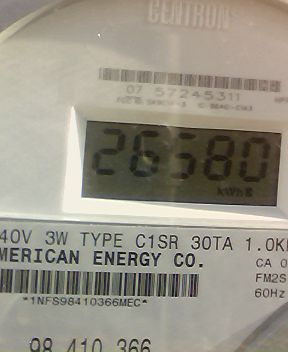 CENTRON
07 57245311
26580
kWh
40V 3W TYPE C1SR 30TA 1.0K
MERICAN ENERGY CO.
CA 0
FM2S
60Hz
*1NFS98410366MEC*
98 410 366